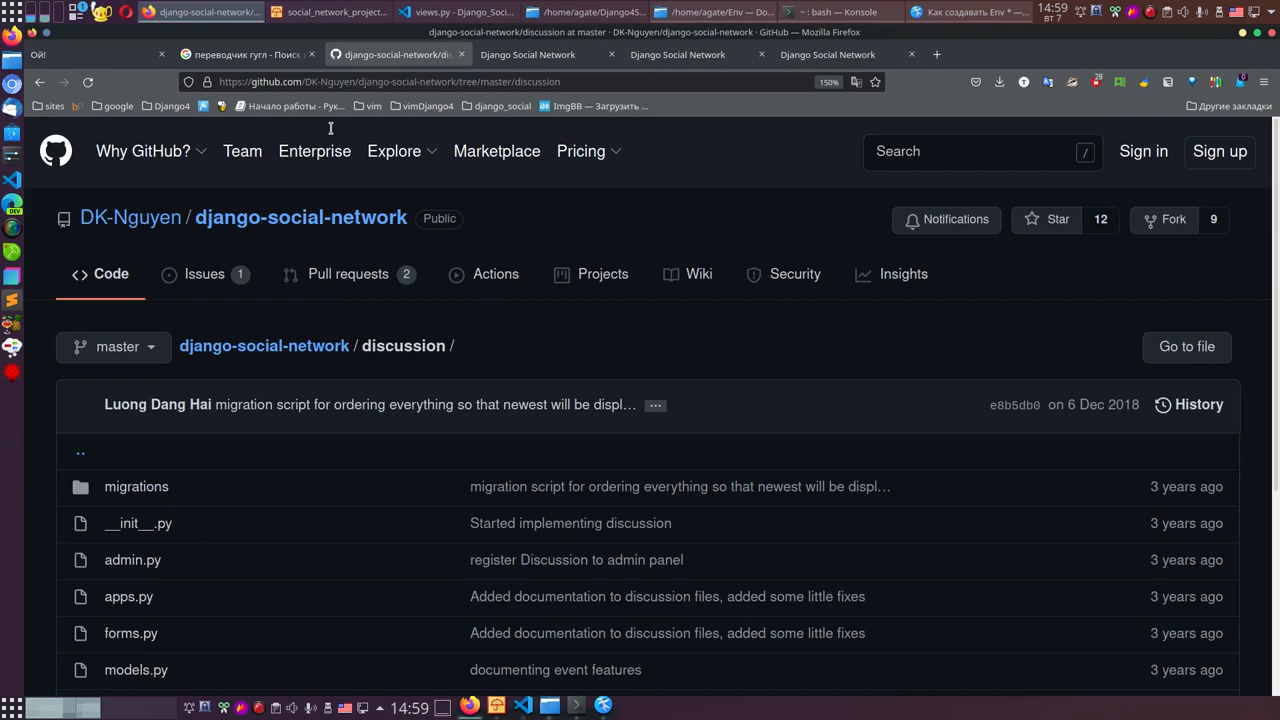 django-social-network/...
social_network_project...
views.py - Django_Soci...
/home/agate/Django4S...
/home/agate/Env — Do...
~ : bash — Konsole
Как создавать Env * ...
14:59
ВТ 7
django-social-network/discussion at master · DK-Nguyen/django-social-network · GitHub — Mozilla Firefox
Ой!
переводчик гугл - Поиск
django-social-network/dis
Django Social Network
Django Social Network
Django Social Network
https://github.com/DK-Nguyen/django-social-network/tree/master/discussion
150%
28
0
sites
google
Django4
Начало работы - Рук...
vim
vimDjango4
django_social
ImgBB — Загрузить ...
Другие закладки
Why GitHub?
Team
Enterprise
Explore
Marketplace
Pricing
Search
/
Sign in
Sign up
DK-Nguyen / django-social-network
Public
Notifications
Star
12
Fork
9
Code
Issues 1
Pull requests 2
Actions
Projects
Wiki
Security
Insights
master
django-social-network / discussion /
Go to file
Luong Dang Hai migration script for ordering everything so that newest will be displ…
e8b5db0 on 6 Dec 2018
History
..
migrations
migration script for ordering everything so that newest will be displ…
3 years ago
__init__.py
Started implementing discussion
3 years ago
admin.py
register Discussion to admin panel
3 years ago
apps.py
Added documentation to discussion files, added some little fixes
3 years ago
forms.py
Added documentation to discussion files, added some little fixes
3 years ago
models.py
documenting event features
3 years ago
14:59